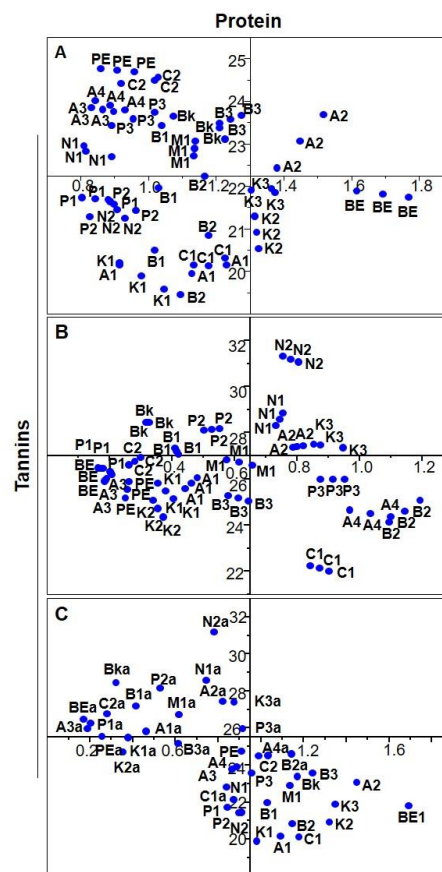 Protein
Tannins
A
PE PE PE
25
C2 C2
24
A4 A4 A4
A3 A3 A3
P3 P3 P3
Bk Bk Bk
B3 B3 B3
A2
A2
A2
23
N1 N1 N1
B1
M1 M1 M1
22
0.8 1.0 1.2 1.4 1.6 1.8
B2
P1 P1 P2 B1
K3 K3 K3
BE BE BE
P2 N2 N2 P2
21
K2 K2 K2
B2
B1
C1 C1 C1
20
K1 A1 A1 A1
K1 K1 B2
B
32
N2 N2 N2
30
N1 N1
Bk Bk Bk
P2 P2 P2
28
A2 A2 K3 K3
B1 B1
P1 P1 P1 C2 C2
0.2 0.4 0.6 0.8 1.0 1.2
M1 M1
BE BE
26
A3 A3 PE PE
K1 K1 K1 A1 A1
P3 P3 P3
B3 B3 B3
K2 K2 K2
A4 A4 A4
B2 B2 B2
24
22
C1 C1 C1
C
32
N2a
30
Bka P2a N1a
28
A2a K3a
B1a
C2a M1a
BEa
P1a
26
A3a A1a P3a
0.2 0.6 1.0 1.4 1.8
PEa K1a B3a
K2a
PE A4a
A4 C2 B2a
24
A3 P3 Bk B3
N1 M1 A2
C1a
22
P1 B1 K3 BE1
P2 N2
B2 K2
20
K1 A1 C1